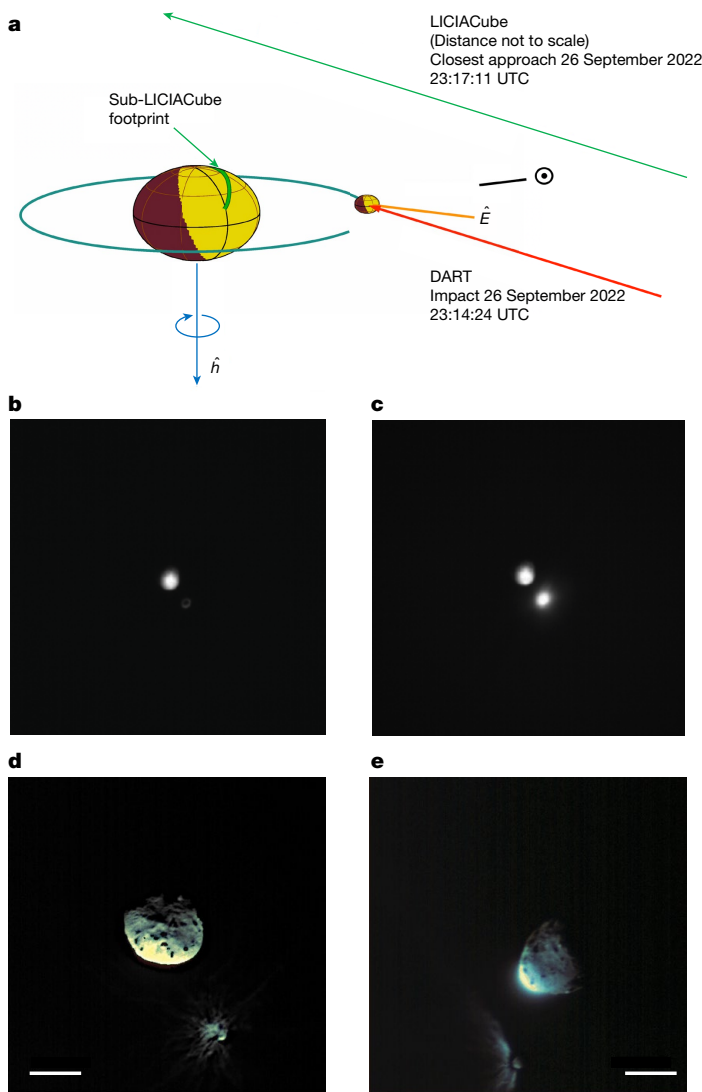 a
LICIACube
(Distance not to scale)
Closest approach 26 September 2022
23:17:11 UTC
Sub-LICIACube
footprint
Ê
DART
Impact 26 September 2022
23:14:24 UTC
ĥ
b
c
d
e